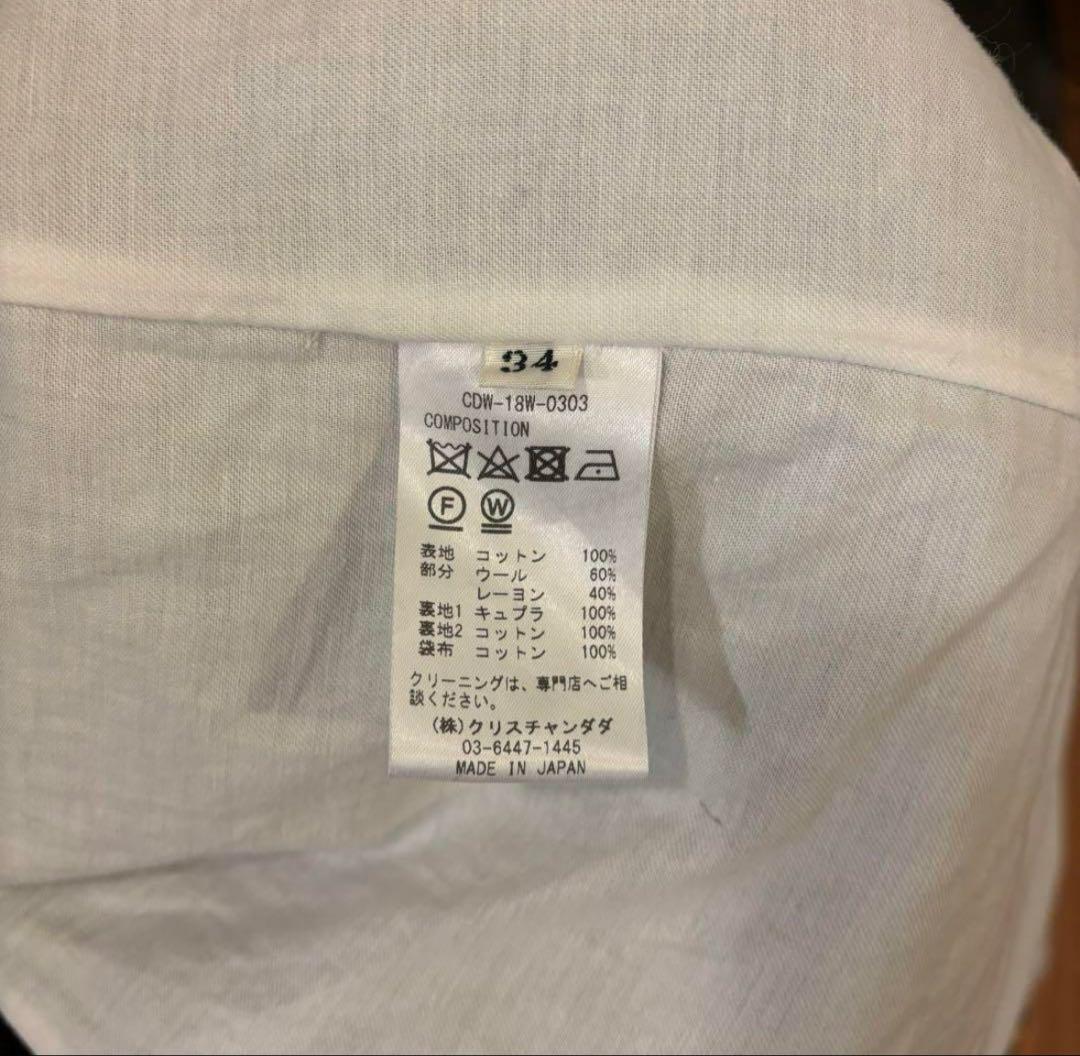 34
CDW-18W-0303
COMPOSITION
F W
表地 コットン 100%
部分 ウール 60%
レーヨン 40%
裏地1 キュプラ 100%
裏地2 コットン 100%
袋布 コットン 100%
クリーニングは、専門店へご相
談ください。
(株)クリスチャンダダ
03-6447-1445
MADE IN JAPAN